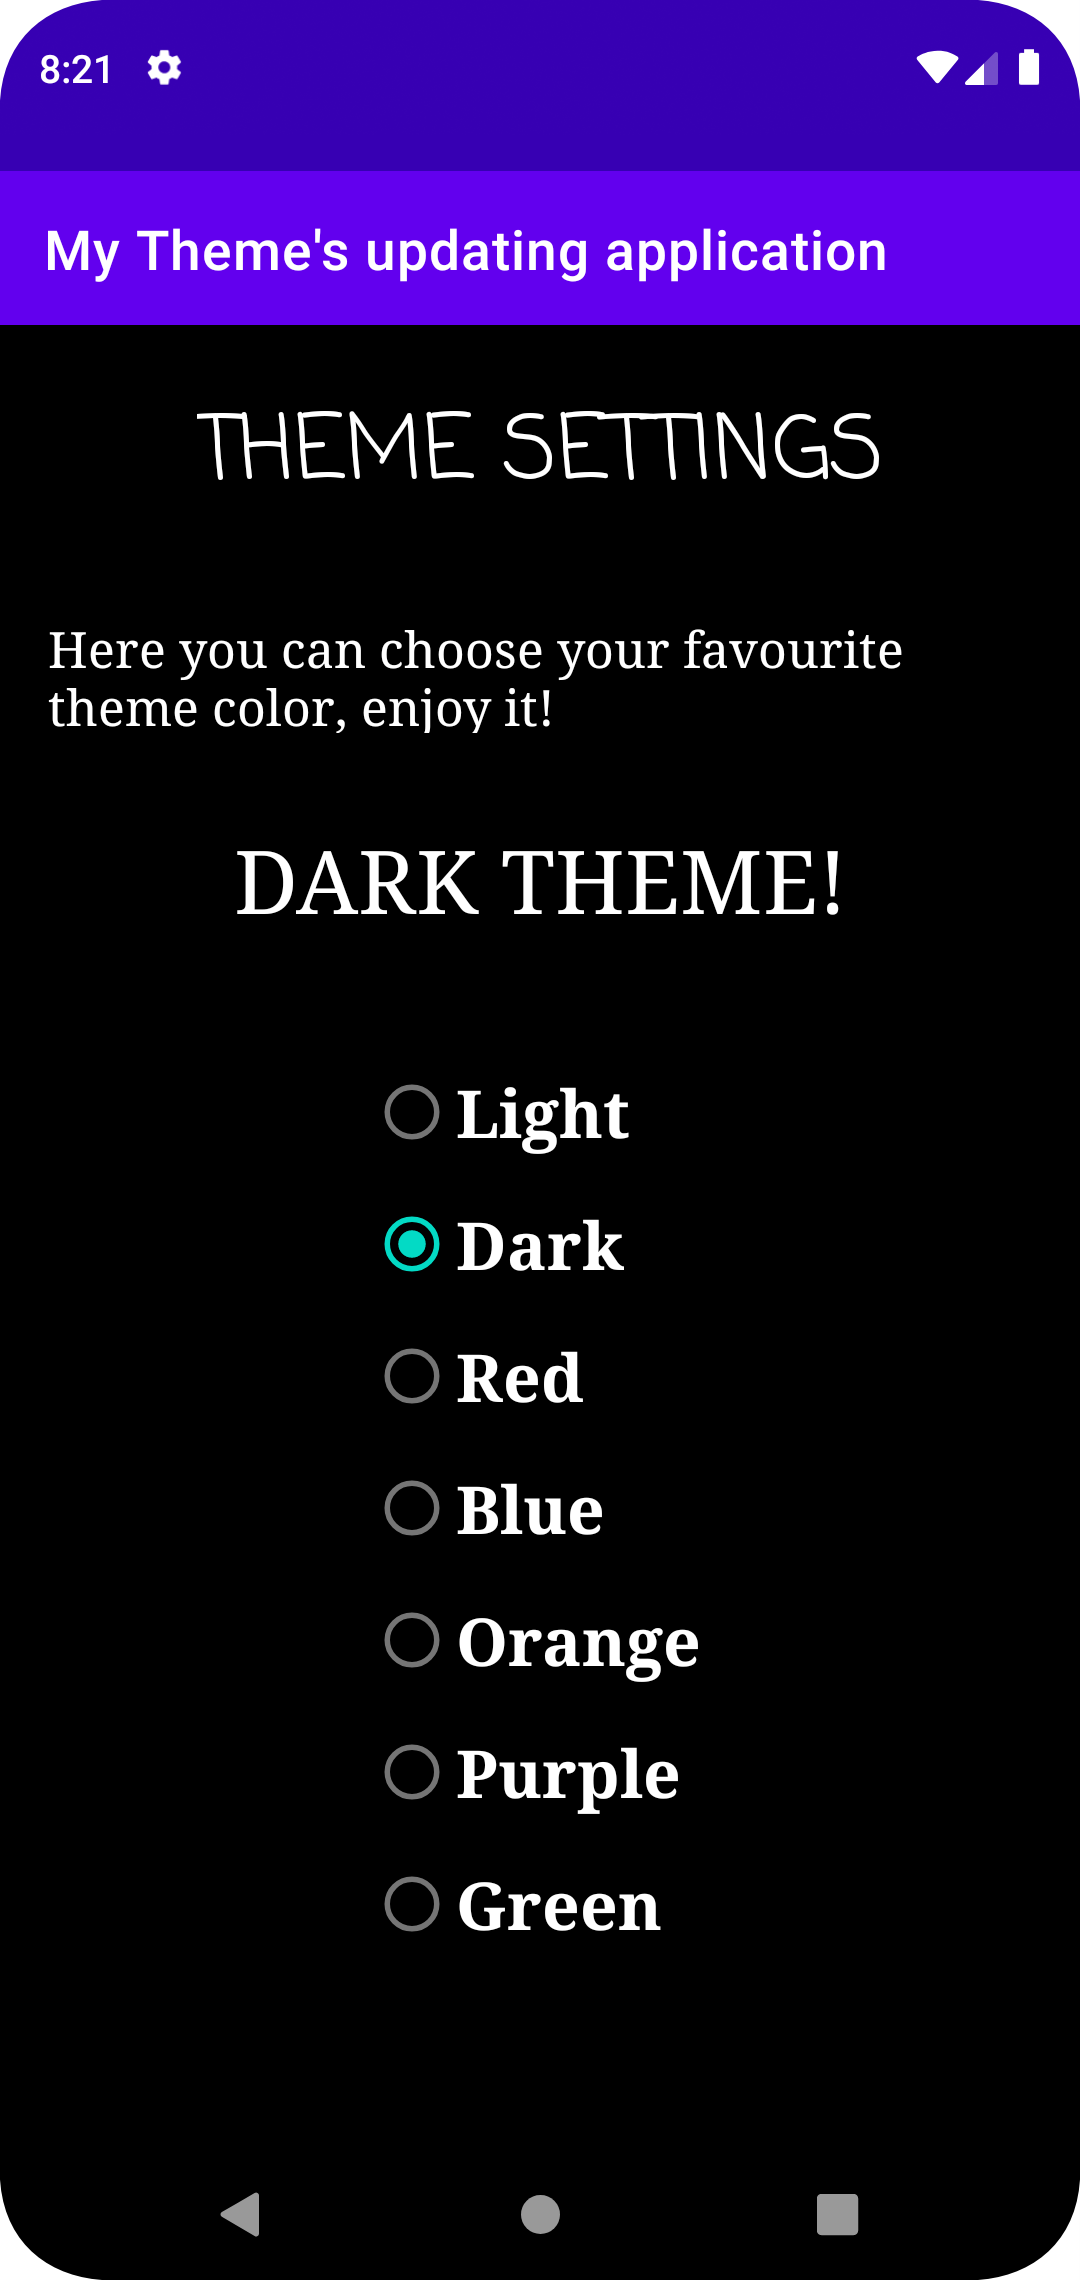 8:21
My Theme's updating application
THEME SETTINGS
Here you can choose your favourite
theme color, enjoy it!
DARK THEME!
Light
Dark
Red
Blue
Orange
Purple
Green